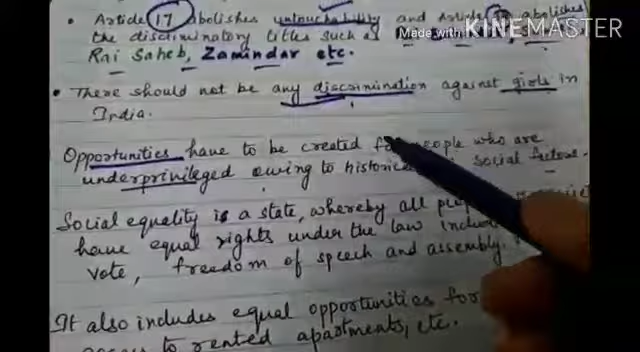 Made with KINEMASTER
• Article 17 abolishes untouchability and Article abolishes
the discriminatory titles such as
Rai Saheb, Zamindar etc.
• There should not be any discrimination against girls in
India.
Opportunities have to be created for people who are
underprivileged owing to social factors.
Social equality is a state, whereby all
have equal rights under the law
vote, freedom of speech and assembly.
It also includes equal opportunities for
to rented apartments, etc.